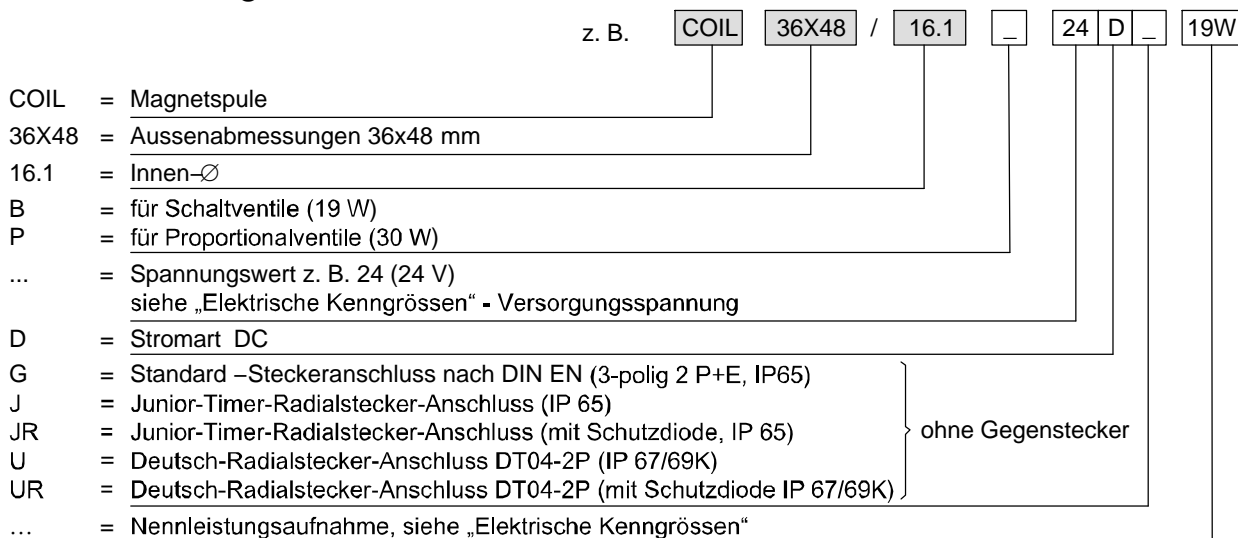 z. B. COIL 36X48 / 16.1 _ 24 D _ 19W
COIL = Magnetspule
36X48 = Aussenabmessungen 36x48 mm
16.1 = Innen–∅
B = für Schaltventile (19 W)
P = für Proportionalventile (30 W)
... = Spannungswert z. B. 24 (24 V)
siehe „Elektrische Kenngrössen“ - Versorgungsspannung
D = Stromart DC
G = Standard –Steckeranschluss nach DIN EN (3-polig 2 P+E, IP65)
J = Junior-Timer-Radialstecker-Anschluss (IP 65)
JR = Junior-Timer-Radialstecker-Anschluss (mit Schutzdiode, IP 65)
ohne Gegenstecker
U = Deutsch-Radialstecker-Anschluss DT04-2P (IP 67/69K)
UR = Deutsch-Radialstecker-Anschluss DT04-2P (mit Schutzdiode IP 67/69K)
... = Nennleistungsaufnahme, siehe „Elektrische Kenngrössen“